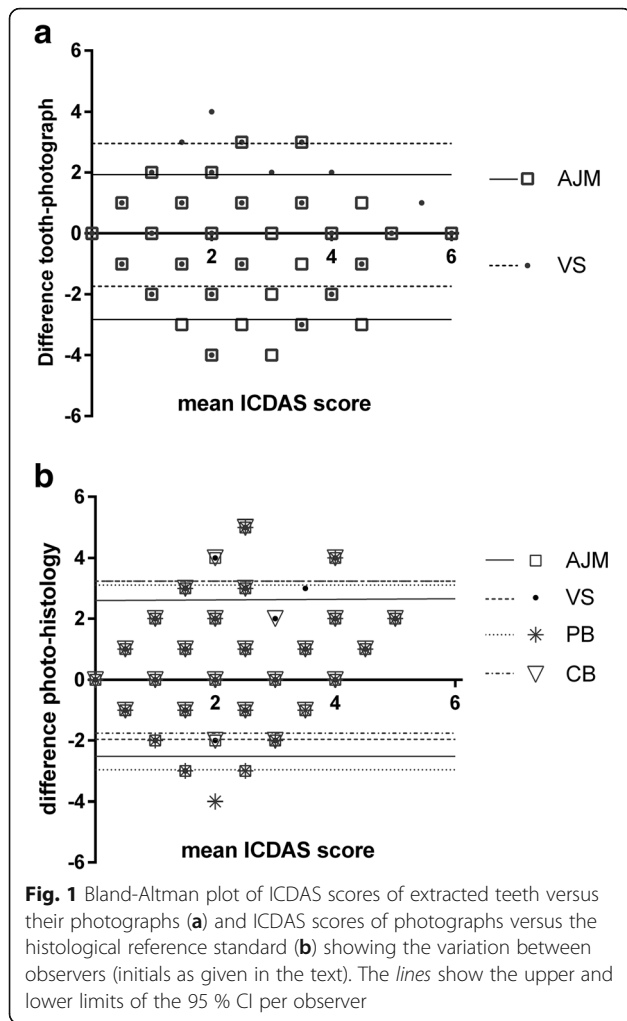 a
6
4
2
0
-2
-4
-6
2 4 6
Difference tooth-photograph
mean ICDAS score
AJM
VS
b
6
4
2
0
-2
-4
-6
2 4 6
difference photo-histology
mean ICDAS score
AJM
VS
PB
CB
Fig. 1 Bland-Altman plot of ICDAS scores of extracted teeth versus
their photographs (a) and ICDAS scores of photographs versus the
histological reference standard (b) showing the variation between
observers (initials as given in the text). The lines show the upper and
lower limits of the 95 % CI per observer